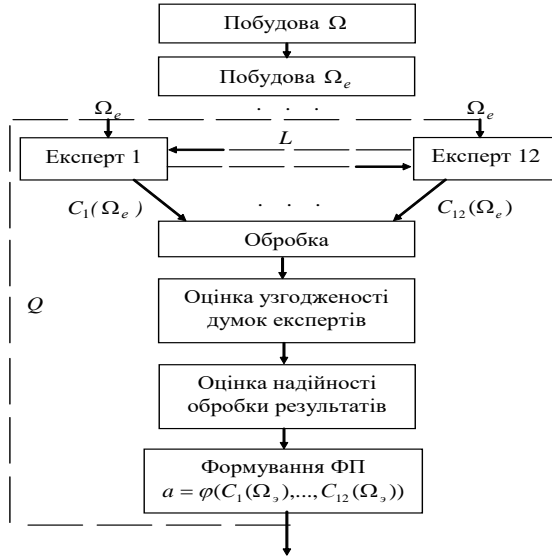 Побудова Ω
Побудова Ωₑ
. . .
Ωₑ Ωₑ
L
Експерт 1 Експерт 12
C₁(Ωₑ) . . . C₁₂(Ωₑ)
Обробка
Оцінка узгодженості
думок експертів
Q
Оцінка надійності
обробки результатів
Формування ФП
a = φ(C₁(Ωэ),...,C₁₂(Ωэ))